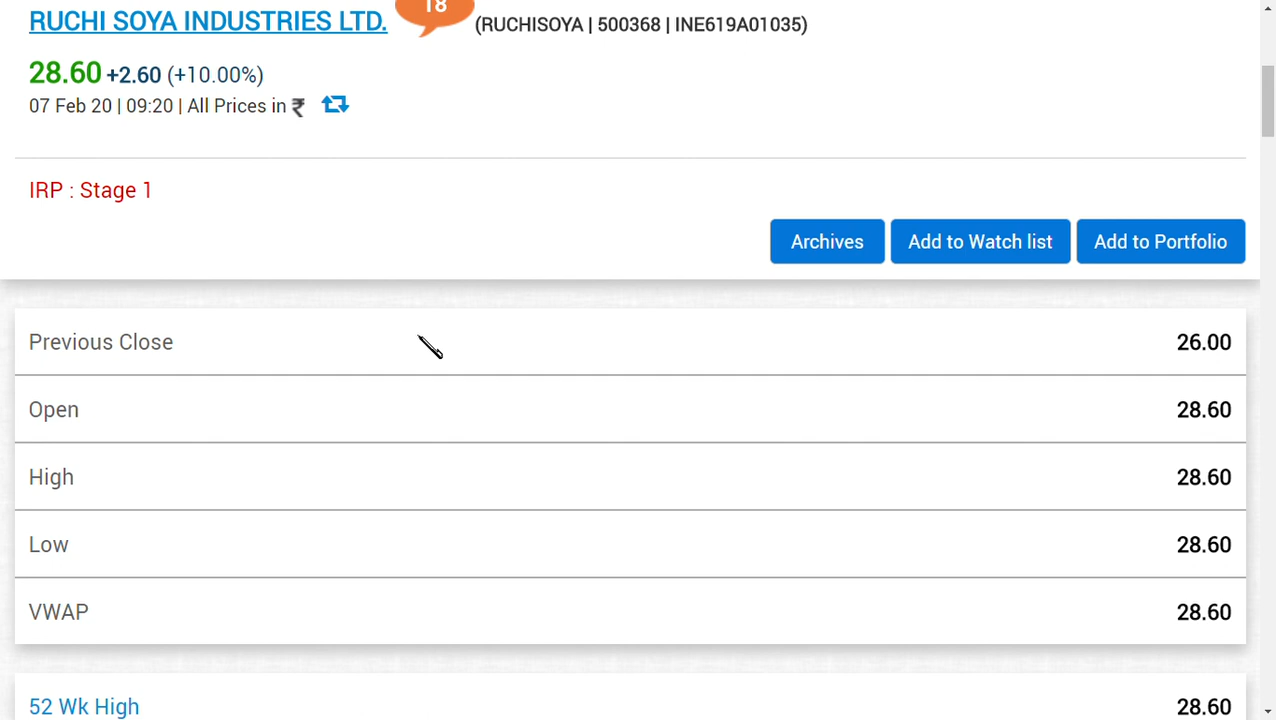 RUCHI SOYA INDUSTRIES LTD. 18 (RUCHISOYA | 500368 | INE619A01035)
28.60 +2.60 (+10.00%)
07 Feb 20 | 09:20 | All Prices in ₹
IRP : Stage 1
Archives Add to Watch list Add to Portfolio
Previous Close 26.00
Open 28.60
High 28.60
Low 28.60
VWAP 28.60
52 Wk High 28.60